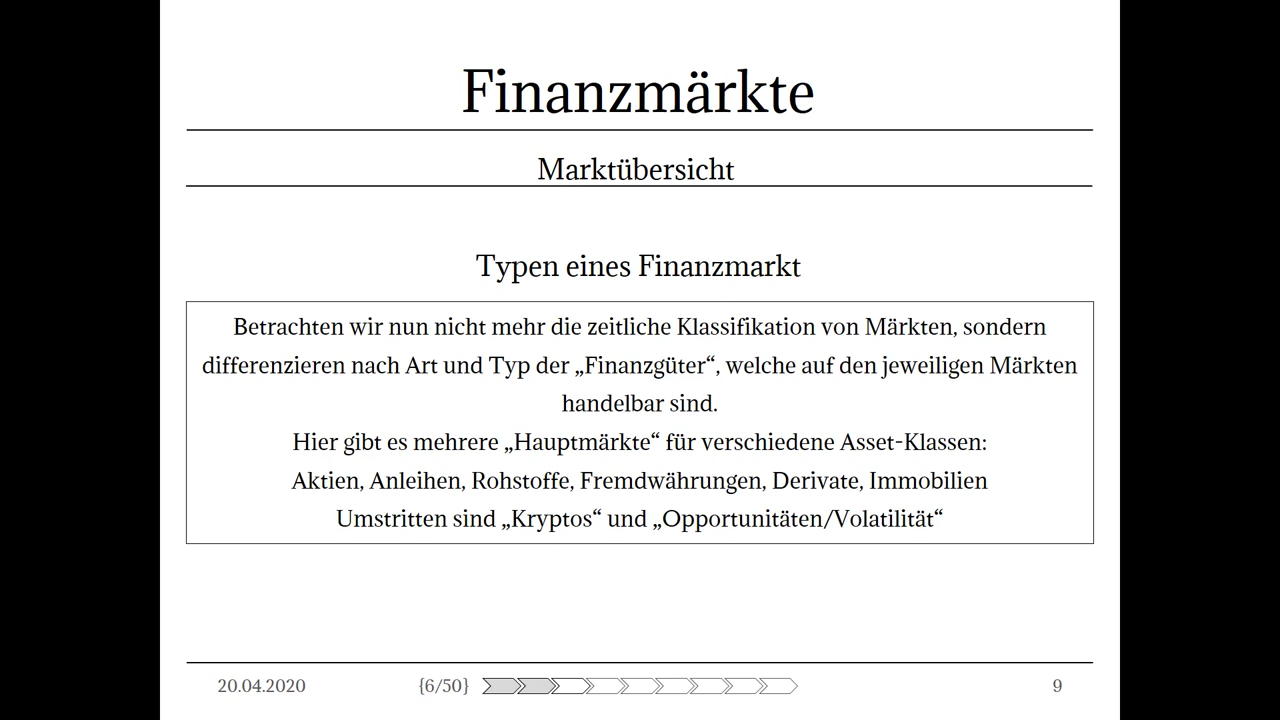 Finanzmärkte
Marktübersicht
Typen eines Finanzmarkt
Betrachten wir nun nicht mehr die zeitliche Klassifikation von Märkten, sondern
differenzieren nach Art und Typ der „Finanzgüter“, welche auf den jeweiligen Märkten
handelbar sind.
Hier gibt es mehrere „Hauptmärkte“ für verschiedene Asset-Klassen:
Aktien, Anleihen, Rohstoffe, Fremdwährungen, Derivate, Immobilien
Umstritten sind „Kryptos“ und „Opportunitäten/Volatilität“
20.04.2020 {6/50} 9